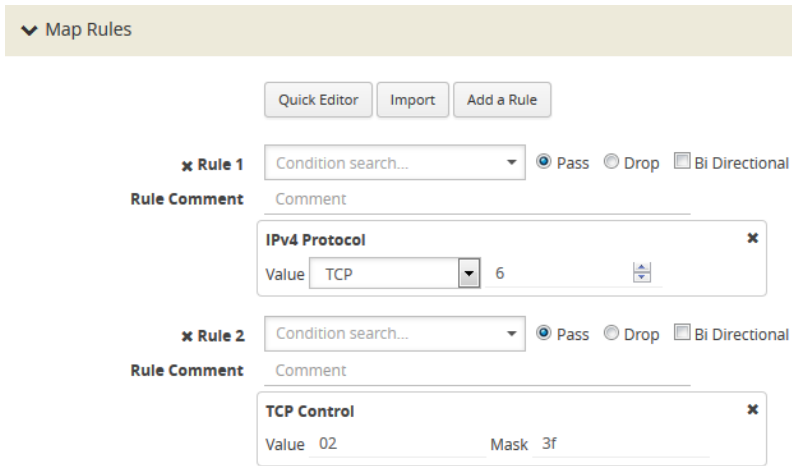 Map Rules
Quick Editor Import Add a Rule
Rule 1 Condition search... Pass Drop Bi Directional
Rule Comment Comment
IPv4 Protocol
Value TCP 6
Rule 2 Condition search... Pass Drop Bi Directional
Rule Comment Comment
TCP Control
Value 02 Mask 3f